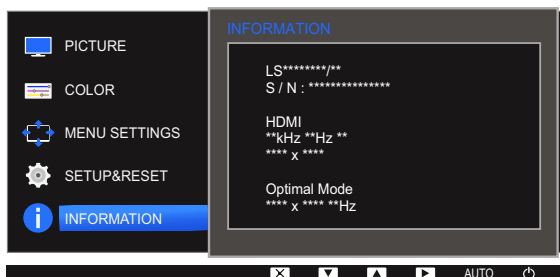 PICTURE
COLOR
MENU SETTINGS
SETUP&RESET
INFORMATION
INFORMATION
LS********/**
S / N : ***************
HDMI
**kHz **Hz **
**** x ****
Optimal Mode
**** x **** **Hz
AUTO